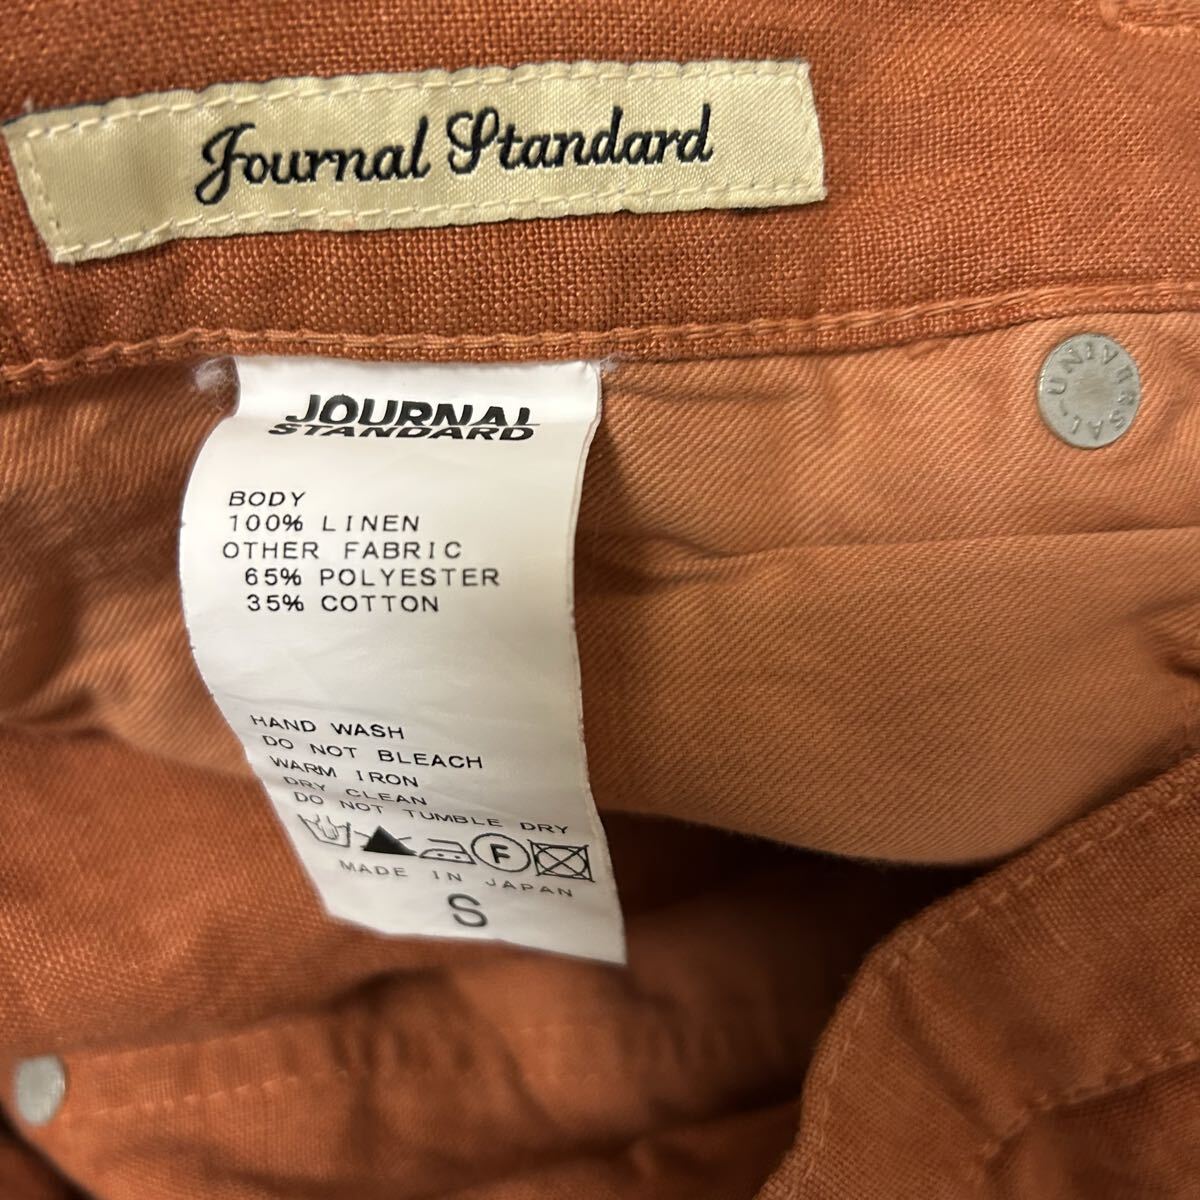 Journal Standard
UNIVERSAL
JOURNAL
STANDARD
BODY
100% LINEN
OTHER FABRIC
65% POLYESTER
35% COTTON
HAND WASH
DO NOT BLEACH
WARM IRON
DRY CLEAN
DO NOT TUMBLE DRY
F
MADE IN JAPAN
S